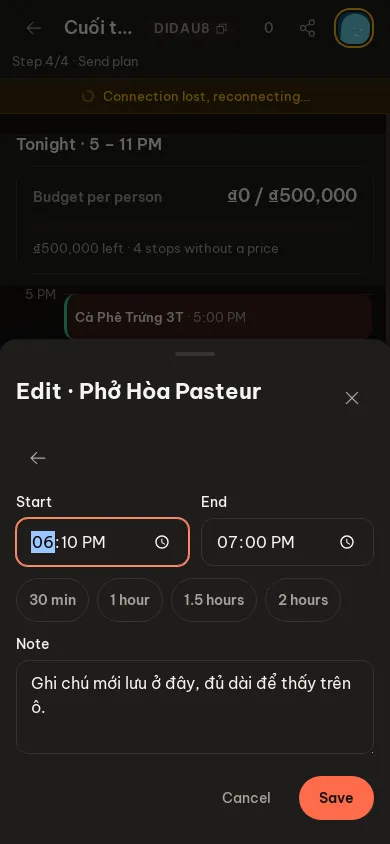 Cuối t...
DIDAU8
0
Step 4/4 · Send plan
Connection lost, reconnecting...
Tonight · 5 – 11 PM
Budget per person
₫0 / ₫500,000
₫500,000 left · 4 stops without a price
5 PM
Cà Phê Trứng 3T · 5:00 PM
Edit · Phở Hòa Pasteur
Start
End
06:10 PM
07:00 PM
30 min
1 hour
1.5 hours
2 hours
Note
Ghi chú mới lưu ở đây, đủ dài để thấy trên
ô.
Cancel
Save